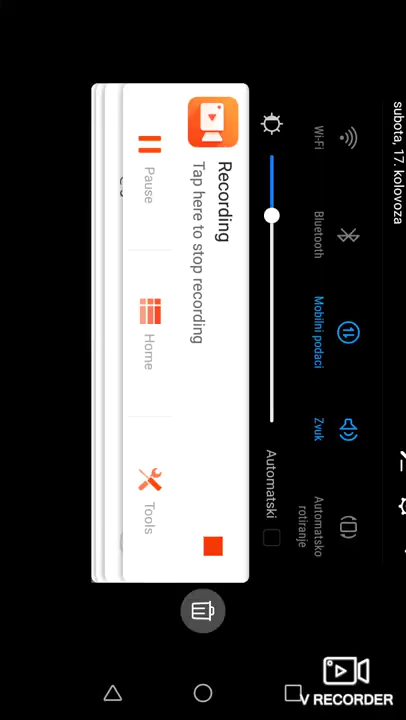 subota, 17. kolovoza
Wi-Fi
Bluetooth
Mobilni podaci
Zvuk
Automatsko
rotiranje
Automatski
Recording
Tap here to stop recording
Pause
Home
Tools
V RECORDER